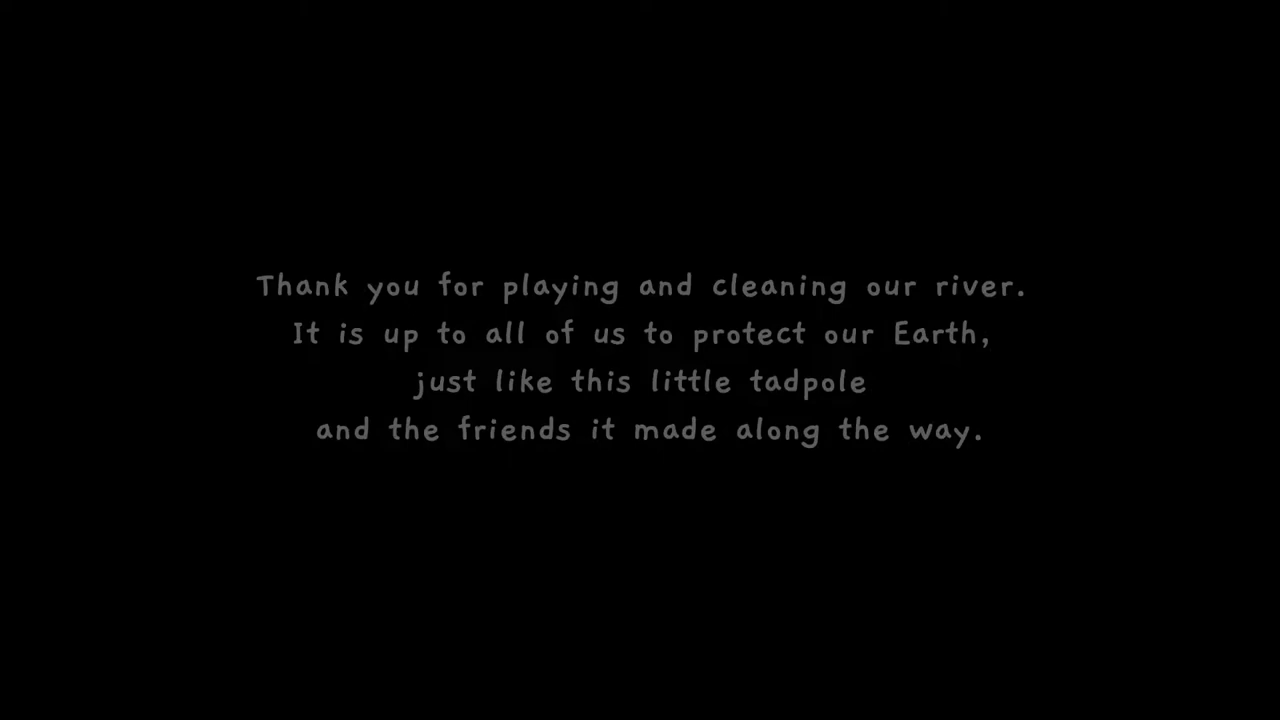 Thank you for playing and cleaning our river.
It is up to all of us to protect our Earth,
just like this little tadpole
and the friends it made along the way.